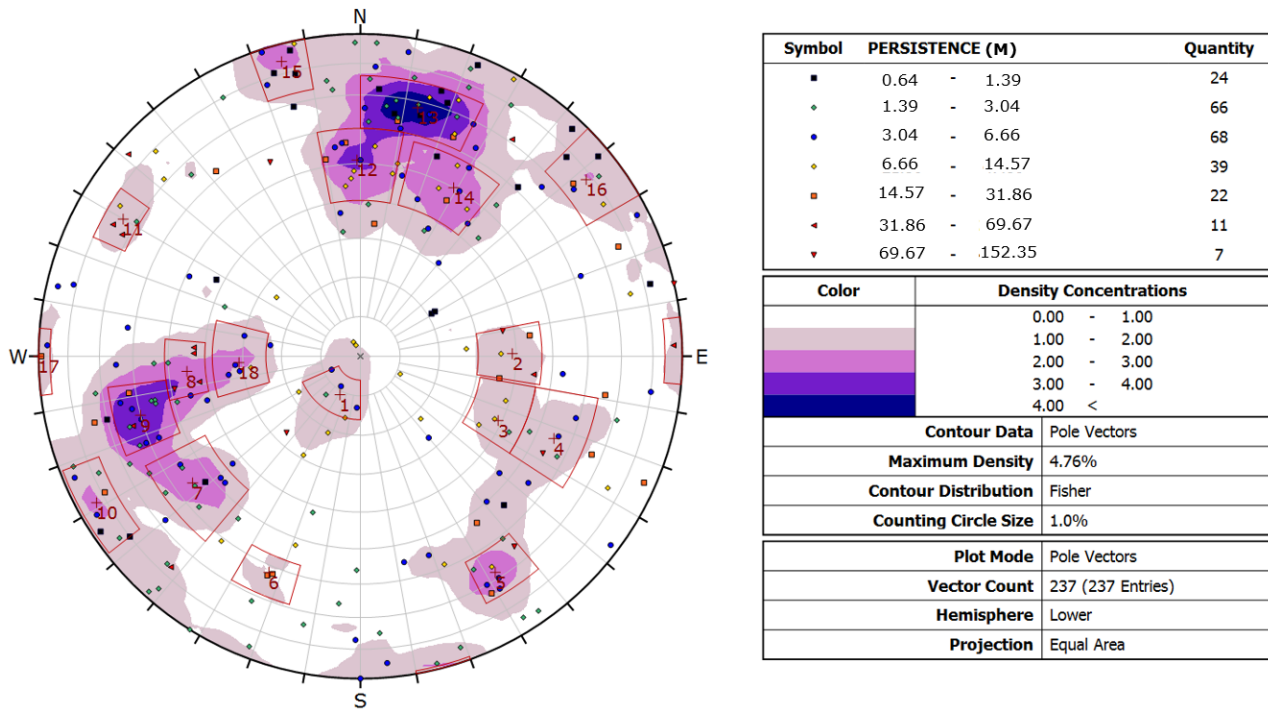 N
15
13
12
14
16
11
W
E
17
2
8
18
1
3
9
4
7
10
6
5
S
Symbol PERSISTENCE (M) Quantity
0.64 - 1.39 24
1.39 - 3.04 66
3.04 - 6.66 68
6.66 - 14.57 39
14.57 - 31.86 22
31.86 - 69.67 11
69.67 - 152.35 7
Color Density Concentrations
0.00 - 1.00
1.00 - 2.00
2.00 - 3.00
3.00 - 4.00
4.00 <
Contour Data Pole Vectors
Maximum Density 4.76%
Contour Distribution Fisher
Counting Circle Size 1.0%
Plot Mode Pole Vectors
Vector Count 237 (237 Entries)
Hemisphere Lower
Projection Equal Area